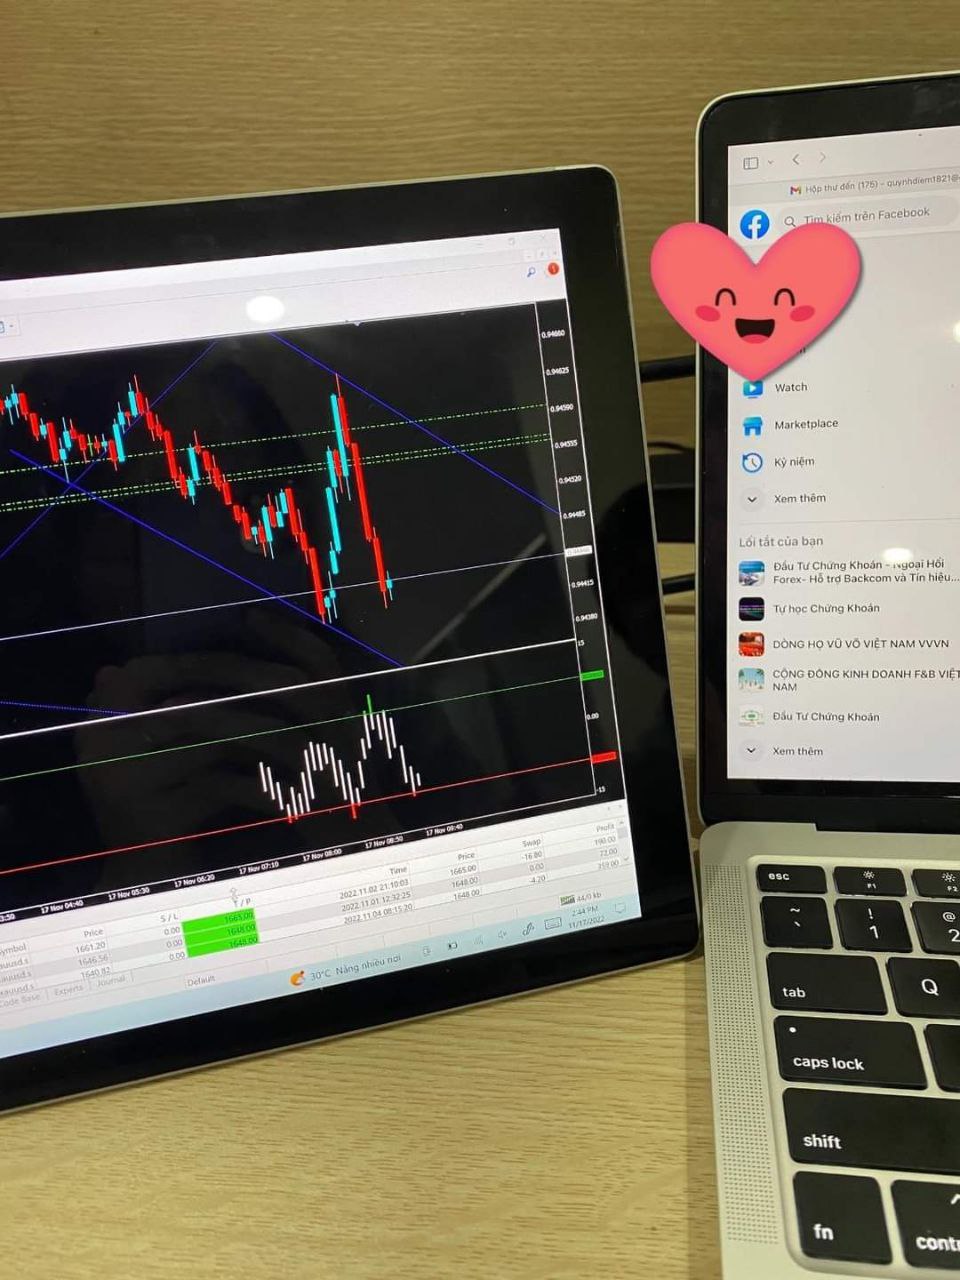 0.94660
0.94625
0.94590
0.94555
0.94520
0.94485
0.94415
0.94380
15
0.00
-15
3:50
17 Nov 04:40
17 Nov 05:30
17 Nov 06:20
17 Nov 07:10
17 Nov 08:00
17 Nov 08:50
17 Nov 09:40
Price
S / L
T / P
Time
Price
Swap
Profit
1661.20
0.00
1665.00
2022.11.02 21:10:03
1665.00
-16.80
190.00
1646.56
0.00
1648.00
2022.11.01 12:32:25
1648.00
0.00
72.00
1640.82
0.00
1648.00
2022.11.04 08:15:20
1648.00
-4.20
359.00
Code Base
Experts
Journal
Default
44/0 kb
30°C Nắng nhiều nơi
2:44 PM
11/17/2022
Hộp thư đến (175) - quynhdiem1821@
Tìm kiếm trên Facebook
Watch
Marketplace
Kỷ niệm
Xem thêm
Lối tắt của bạn
Đầu Tư Chứng Khoán - Ngoại Hối
Forex- Hỗ trợ Backcom và Tín hiệu...
Tự học Chứng Khoán
DÒNG HỌ VŨ VÕ VIỆT NAM VVVN
CỘNG ĐỒNG KINH DOANH F&B VIỆT
NAM
Đầu Tư Chứng Khoán
Xem thêm
esc
F1
F2
~
`
!
1
@
2
tab
Q
caps lock
shift
fn
contr